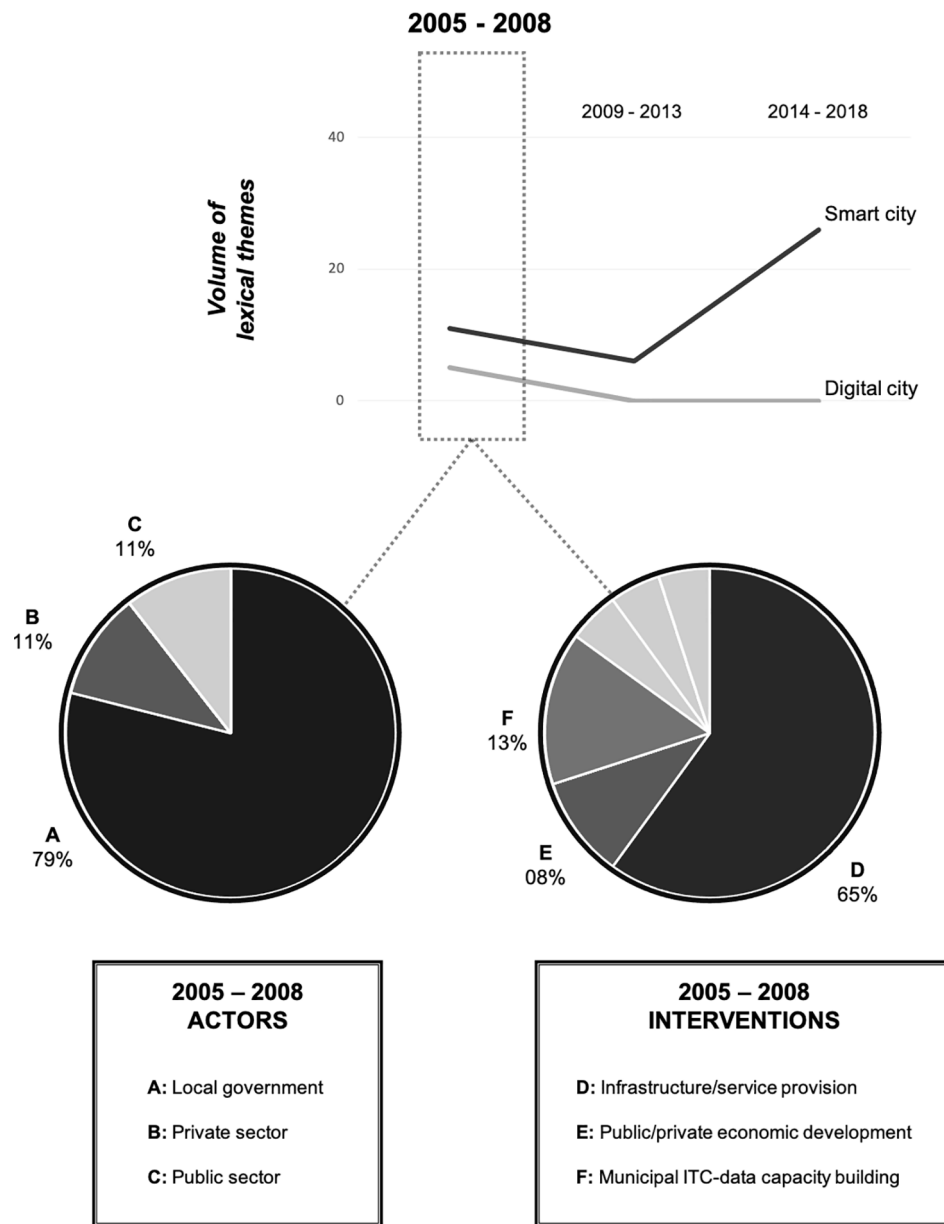 2005 - 2008
2009 - 2013
2014 - 2018
40
20
0
Volume of
lexical themes
Smart city
Digital city
C
11%
B
11%
A
79%
F
13%
E
08%
D
65%
2005 – 2008
ACTORS
A: Local government
B: Private sector
C: Public sector
2005 – 2008
INTERVENTIONS
D: Infrastructure/service provision
E: Public/private economic development
F: Municipal ITC-data capacity building